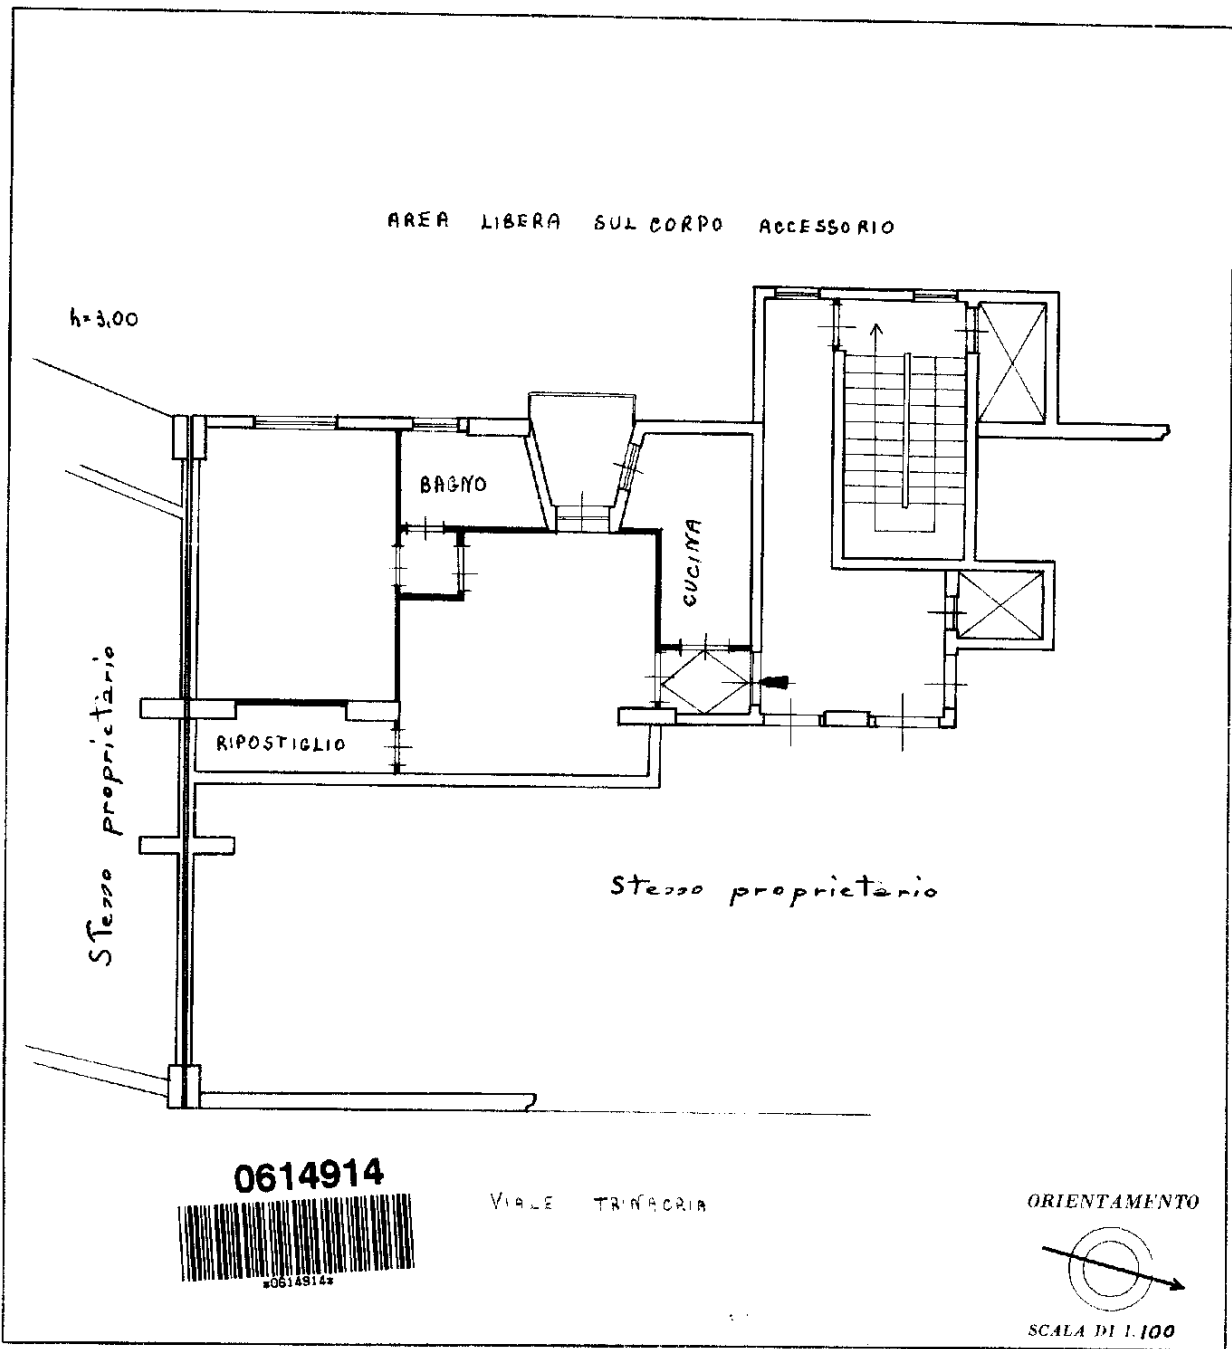 AREA LIBERA SUL CORPO ACCESSORIO
h=3,00
BAGNO
CUCINA
RIPOSTIGLIO
Stesso proprietario
Stesso proprietario
0614914
*0614914*
VIALE TRINACRIA
ORIENTAMENTO
SCALA DI 1.100